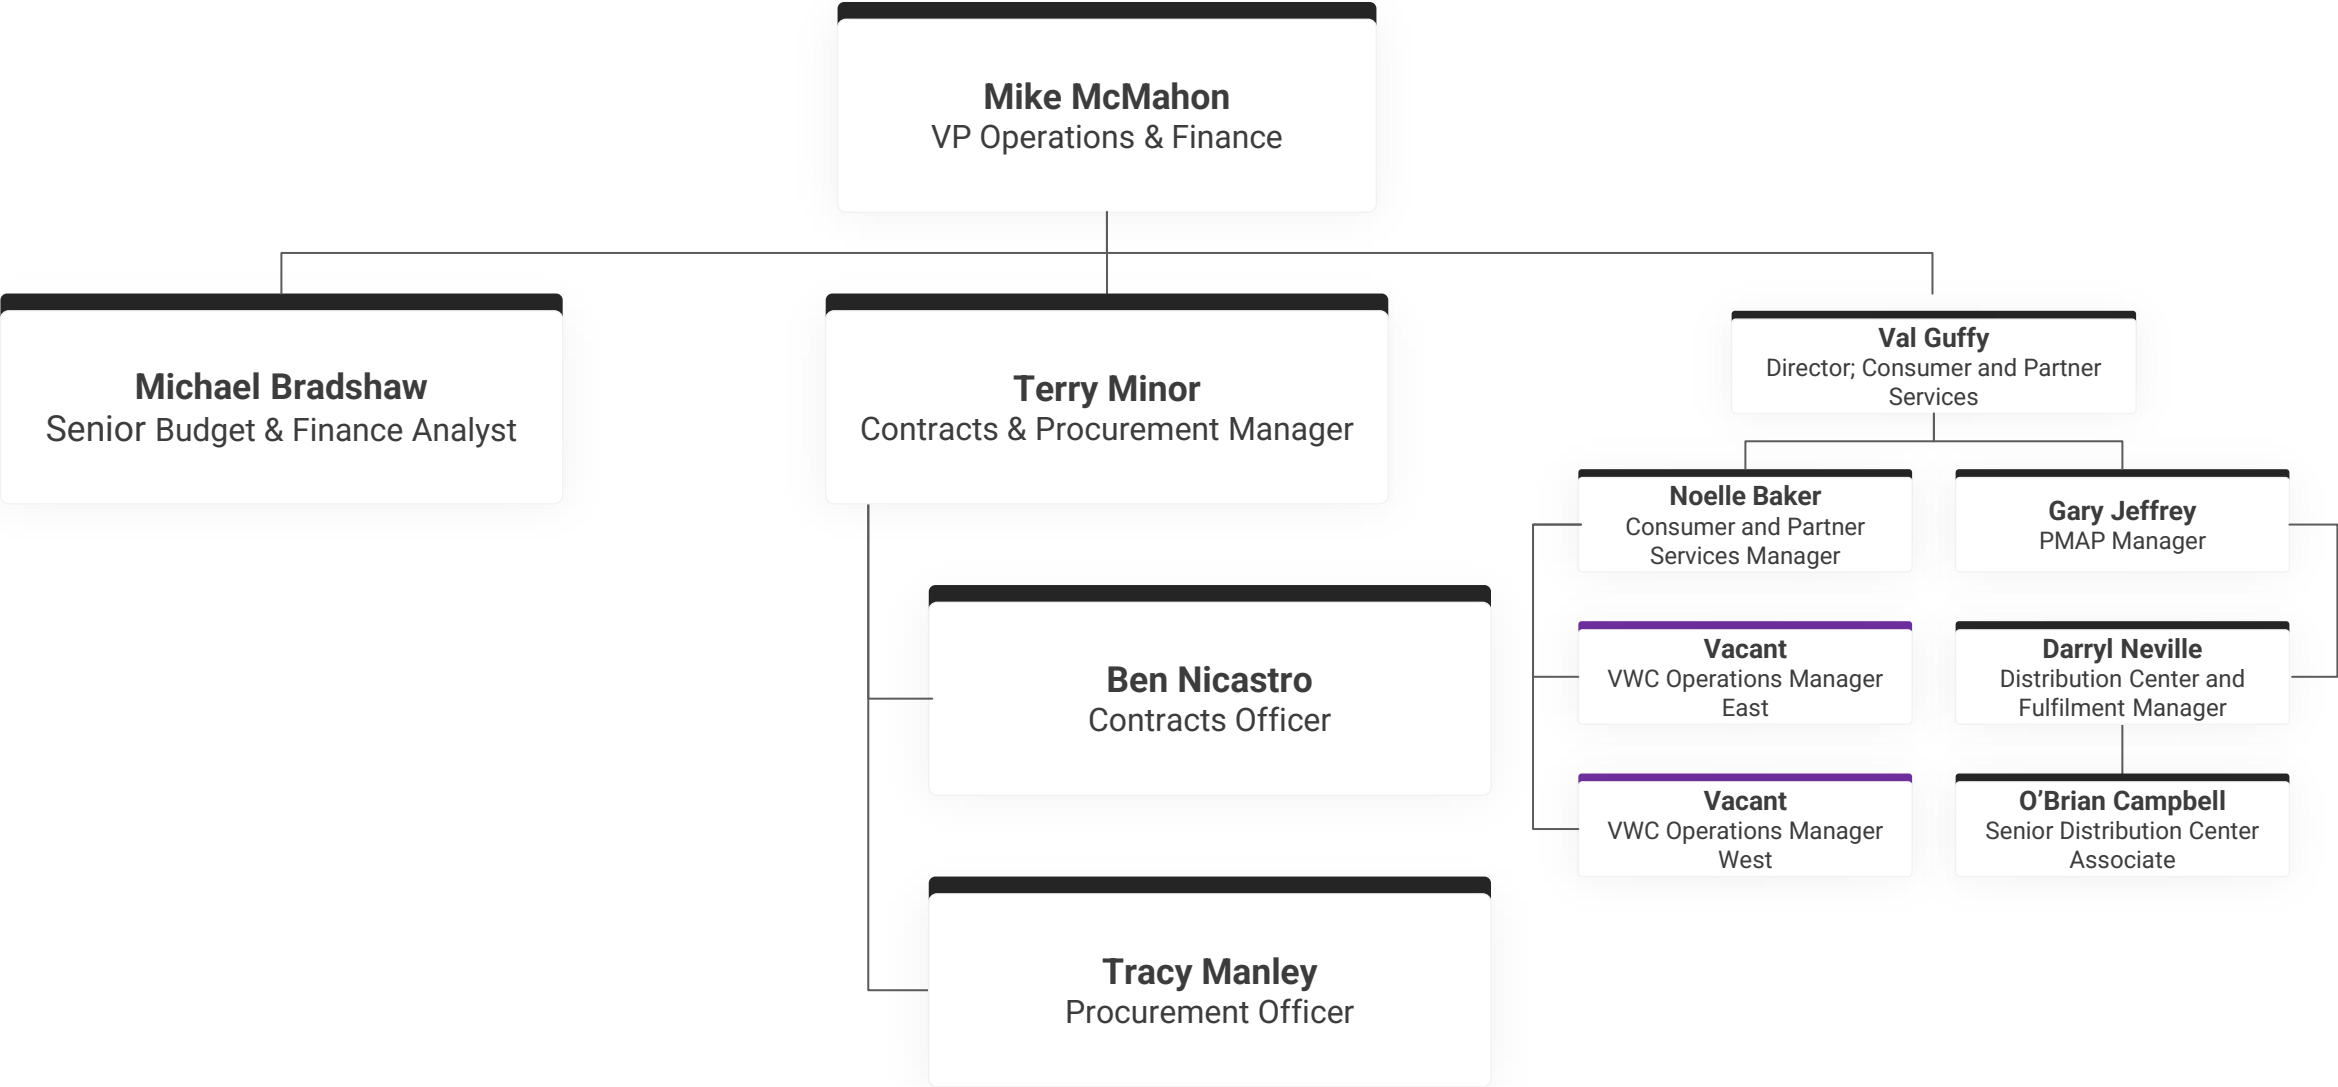 Mike McMahon
VP Operations & Finance
Michael Bradshaw
Senior Budget & Finance Analyst
Terry Minor
Contracts & Procurement Manager
Ben Nicastro
Contracts Officer
Tracy Manley
Procurement Officer
Val Guffy
Director; Consumer and Partner
Services
Noelle Baker
Consumer and Partner
Services Manager
Vacant
VWC Operations Manager
East
Vacant
VWC Operations Manager
West
Gary Jeffrey
PMAP Manager
Darryl Neville
Distribution Center and
Fulfilment Manager
O’Brian Campbell
Senior Distribution Center
Associate